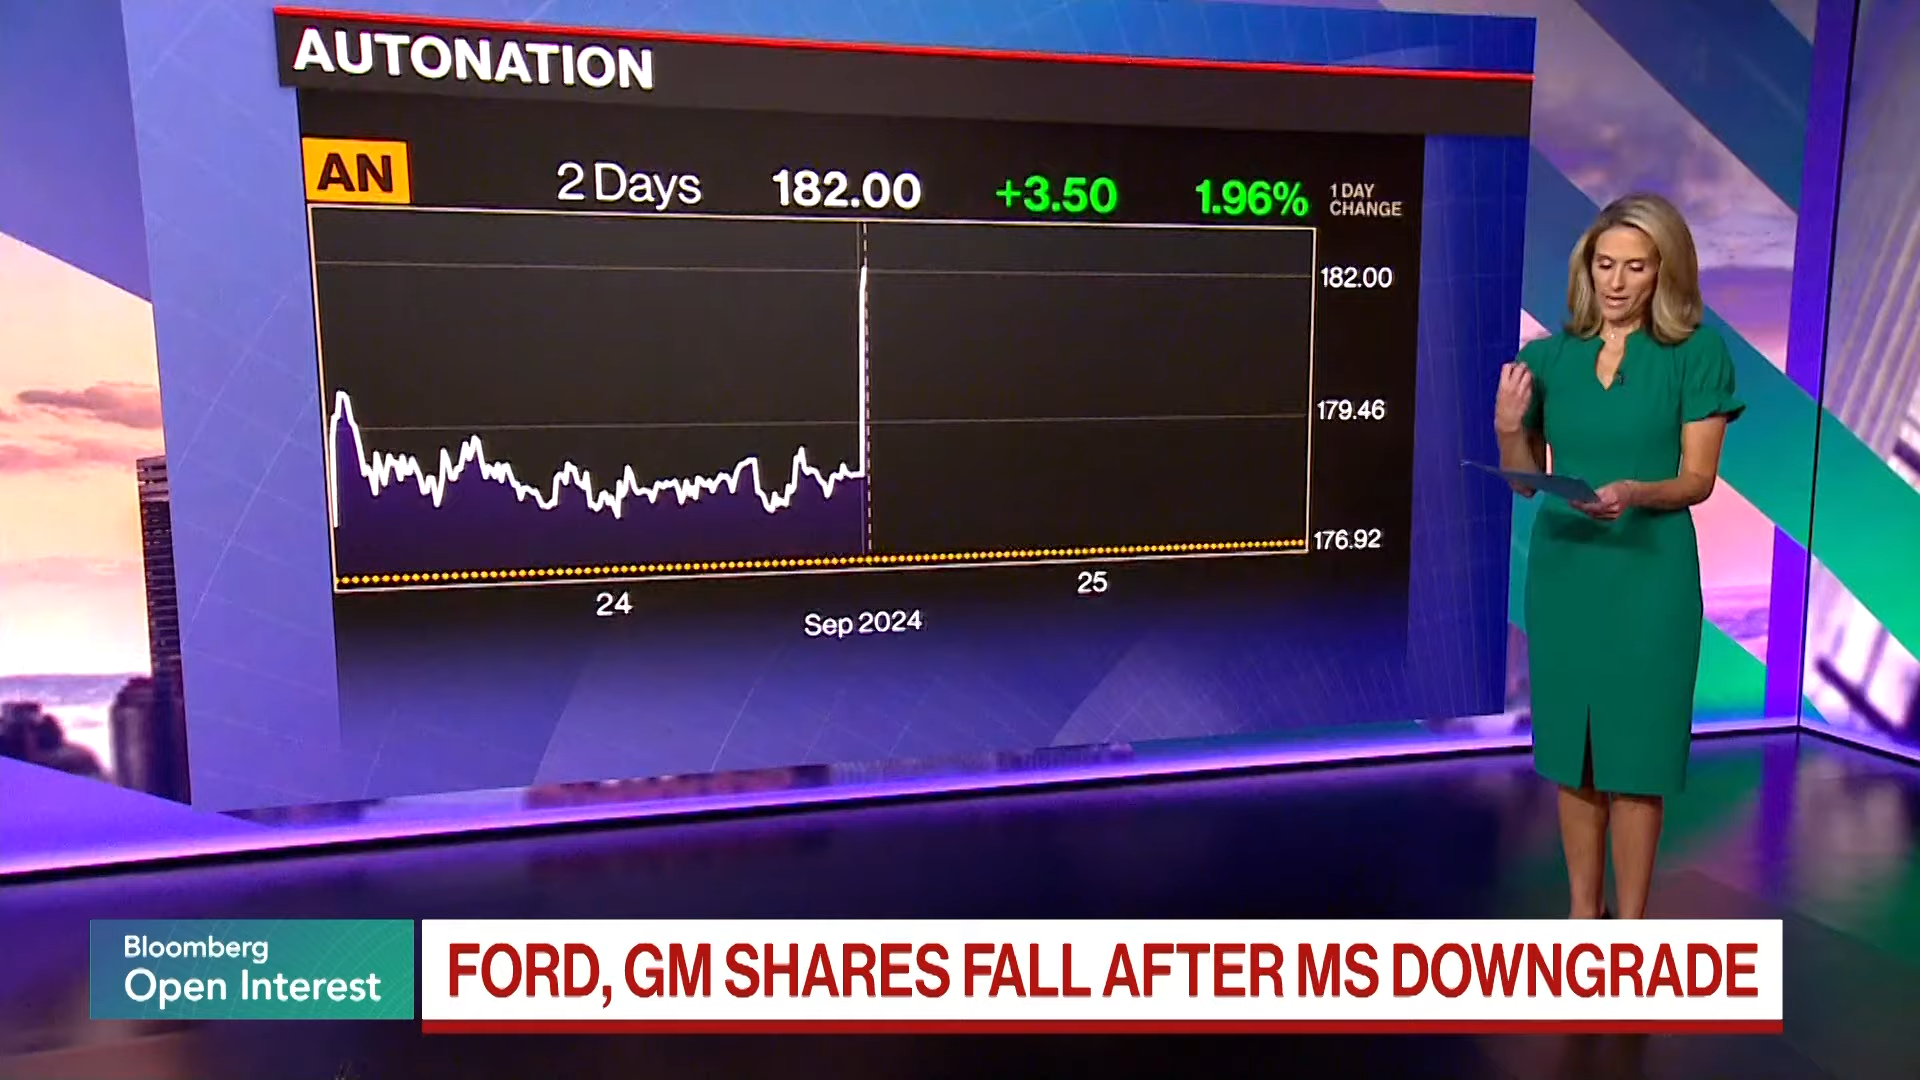 AUTONATION
AN 2 Days 182.00 +3.50 1.96% 1 DAY
CHANGE
182.00
179.46
176.92
24 25
Sep 2024
Bloomberg
Open Interest
FORD, GM SHARES FALL AFTER MS DOWNGRADE